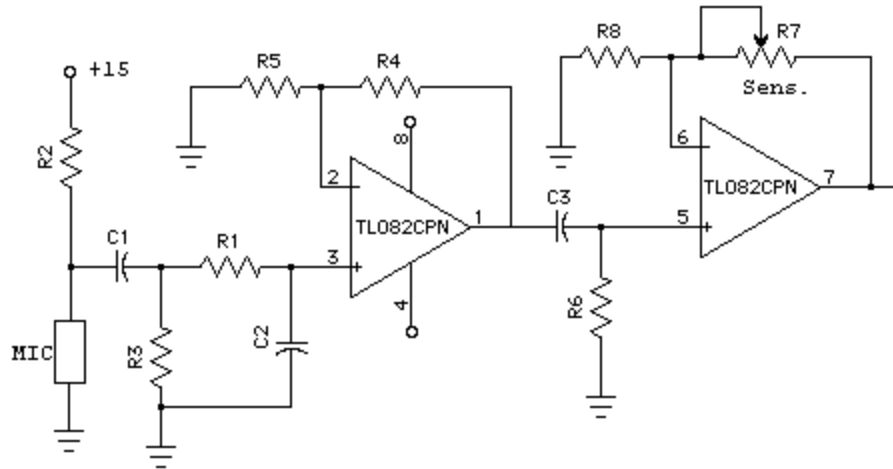 +15
R2
MIC
C1
R3
R1
C2
R5
R4
2
3
TL082CPN
8
4
1
C3
R6
R8
R7
Sens.
6
5
TL082CPN
7